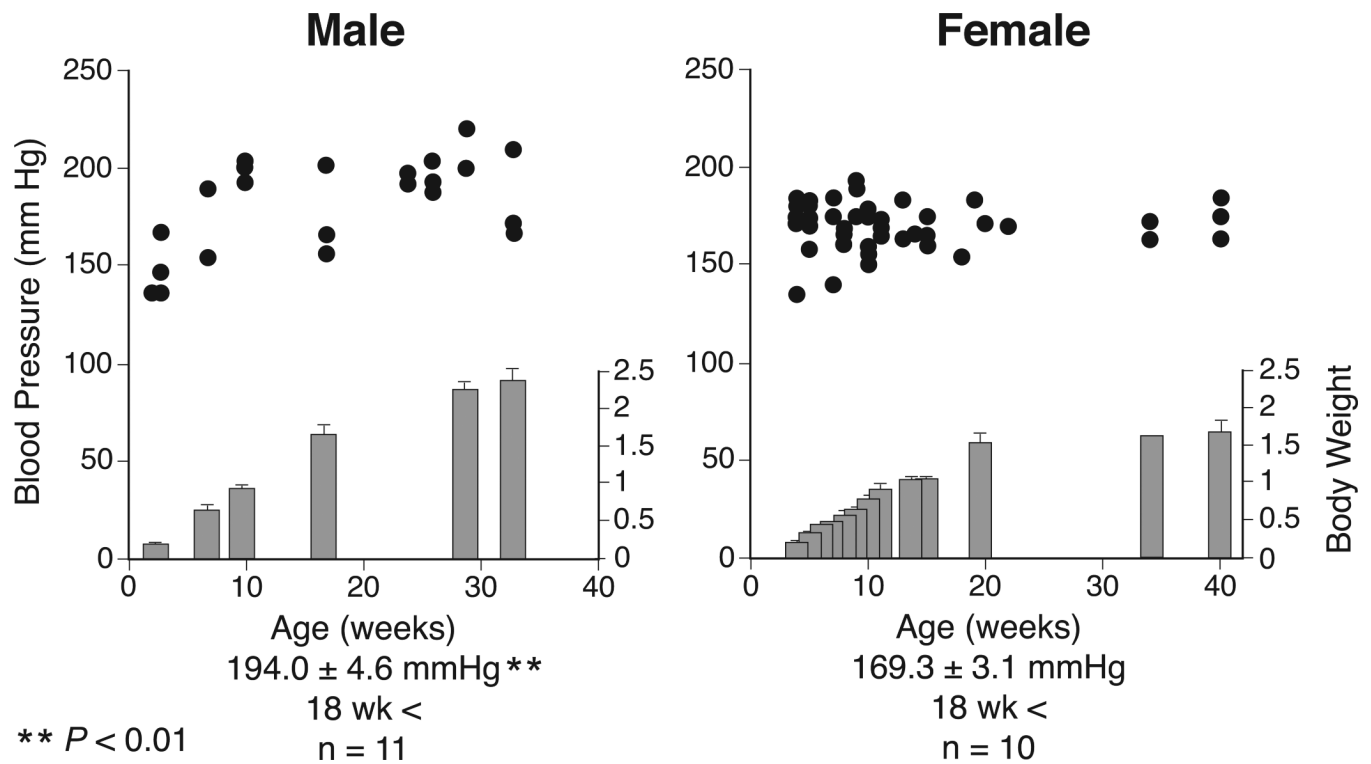 Male
Female
250
200
150
100
50
0
Blood Pressure (mm Hg)
2.5
2
1.5
1
0.5
0
0 10 20 30 40
Age (weeks)
194.0 ± 4.6 mmHg**
18 wk <
n = 11
** P < 0.01
250
200
150
100
50
0
2.5
2
1.5
1
0.5
0
Body Weight
0 10 20 30 40
Age (weeks)
169.3 ± 3.1 mmHg
18 wk <
n = 10